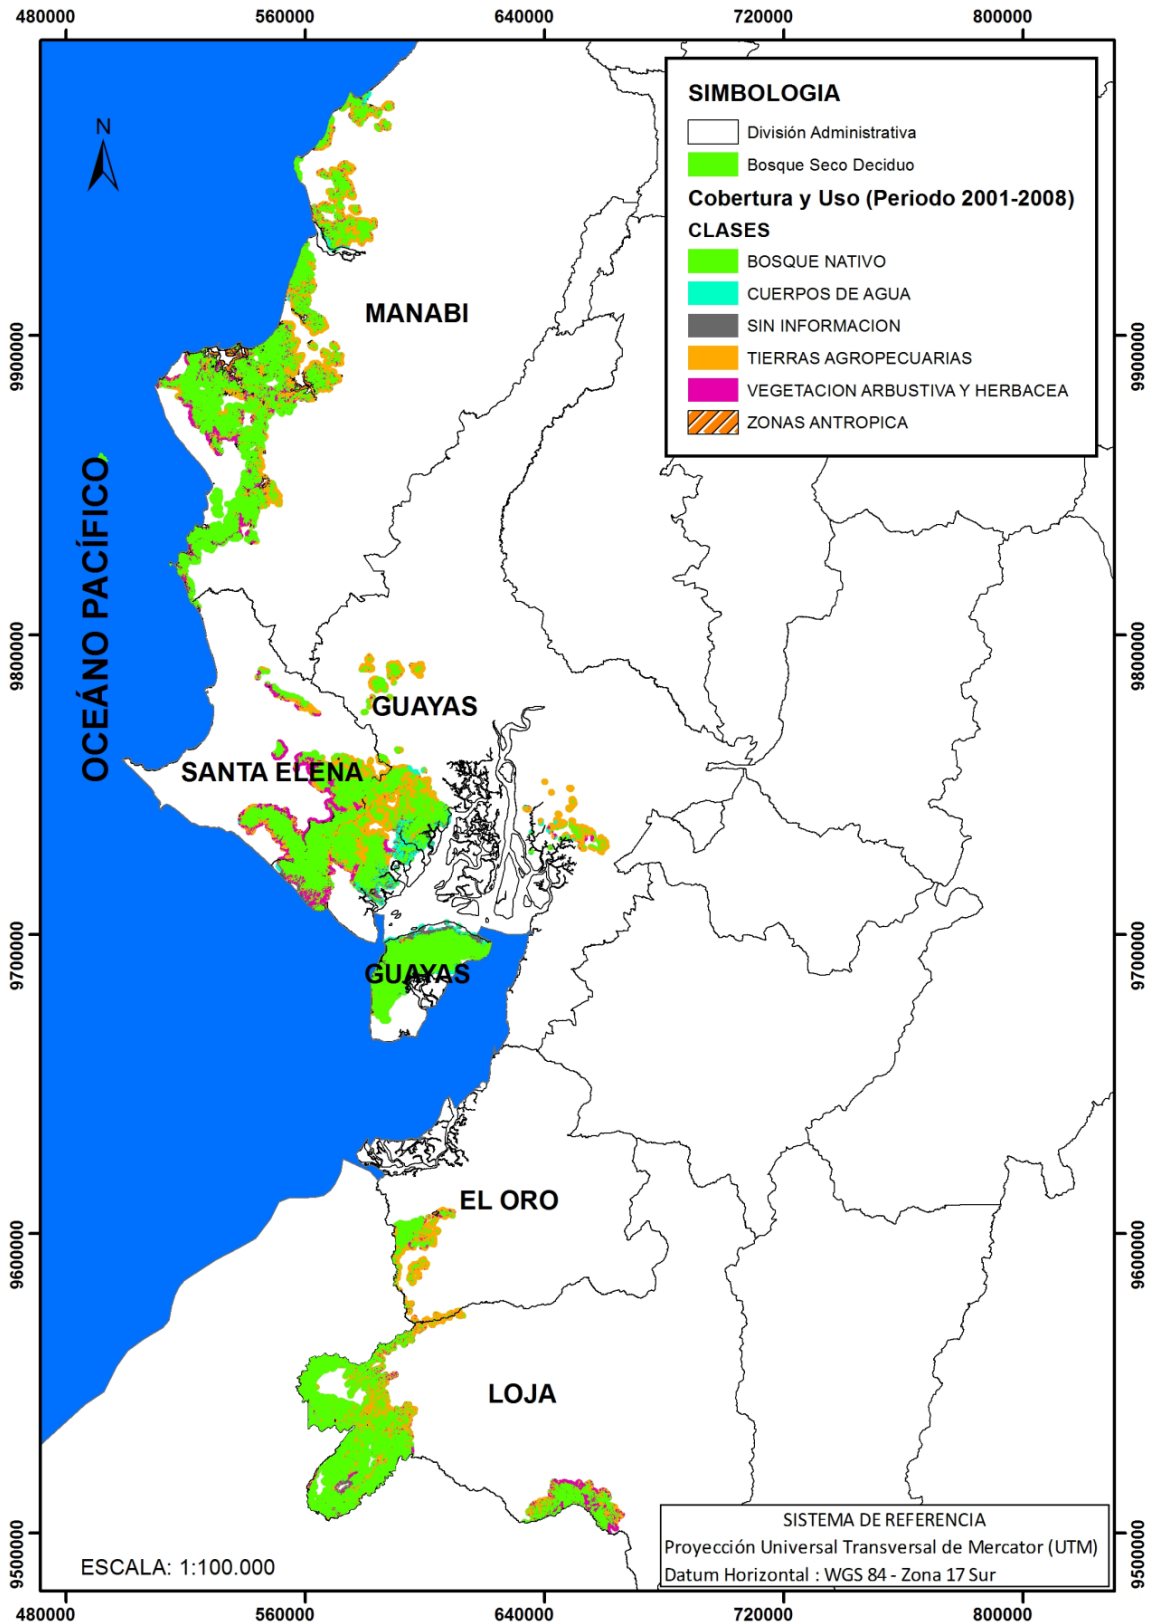 480000 560000 640000 720000 800000
N
SIMBOLOGIA
División Administrativa
Bosque Seco Deciduo
Cobertura y Uso (Periodo 2001-2008)
CLASES
BOSQUE NATIVO
CUERPOS DE AGUA
SIN INFORMACION
TIERRAS AGROPECUARIAS
VEGETACION ARBUSTIVA Y HERBACEA
ZONAS ANTROPICA
MANABI
9900000 9900000
OCEÁNO PACÍFICO
9800000 9800000
GUAYAS
SANTA ELENA
9700000 9700000
GUAYAS
EL ORO
9600000 9600000
LOJA
9500000 9500000
SISTEMA DE REFERENCIA
Proyección Universal Transversal de Mercator (UTM)
Datum Horizontal : WGS 84 - Zona 17 Sur
ESCALA: 1:100.000
480000 560000 640000 720000 800000